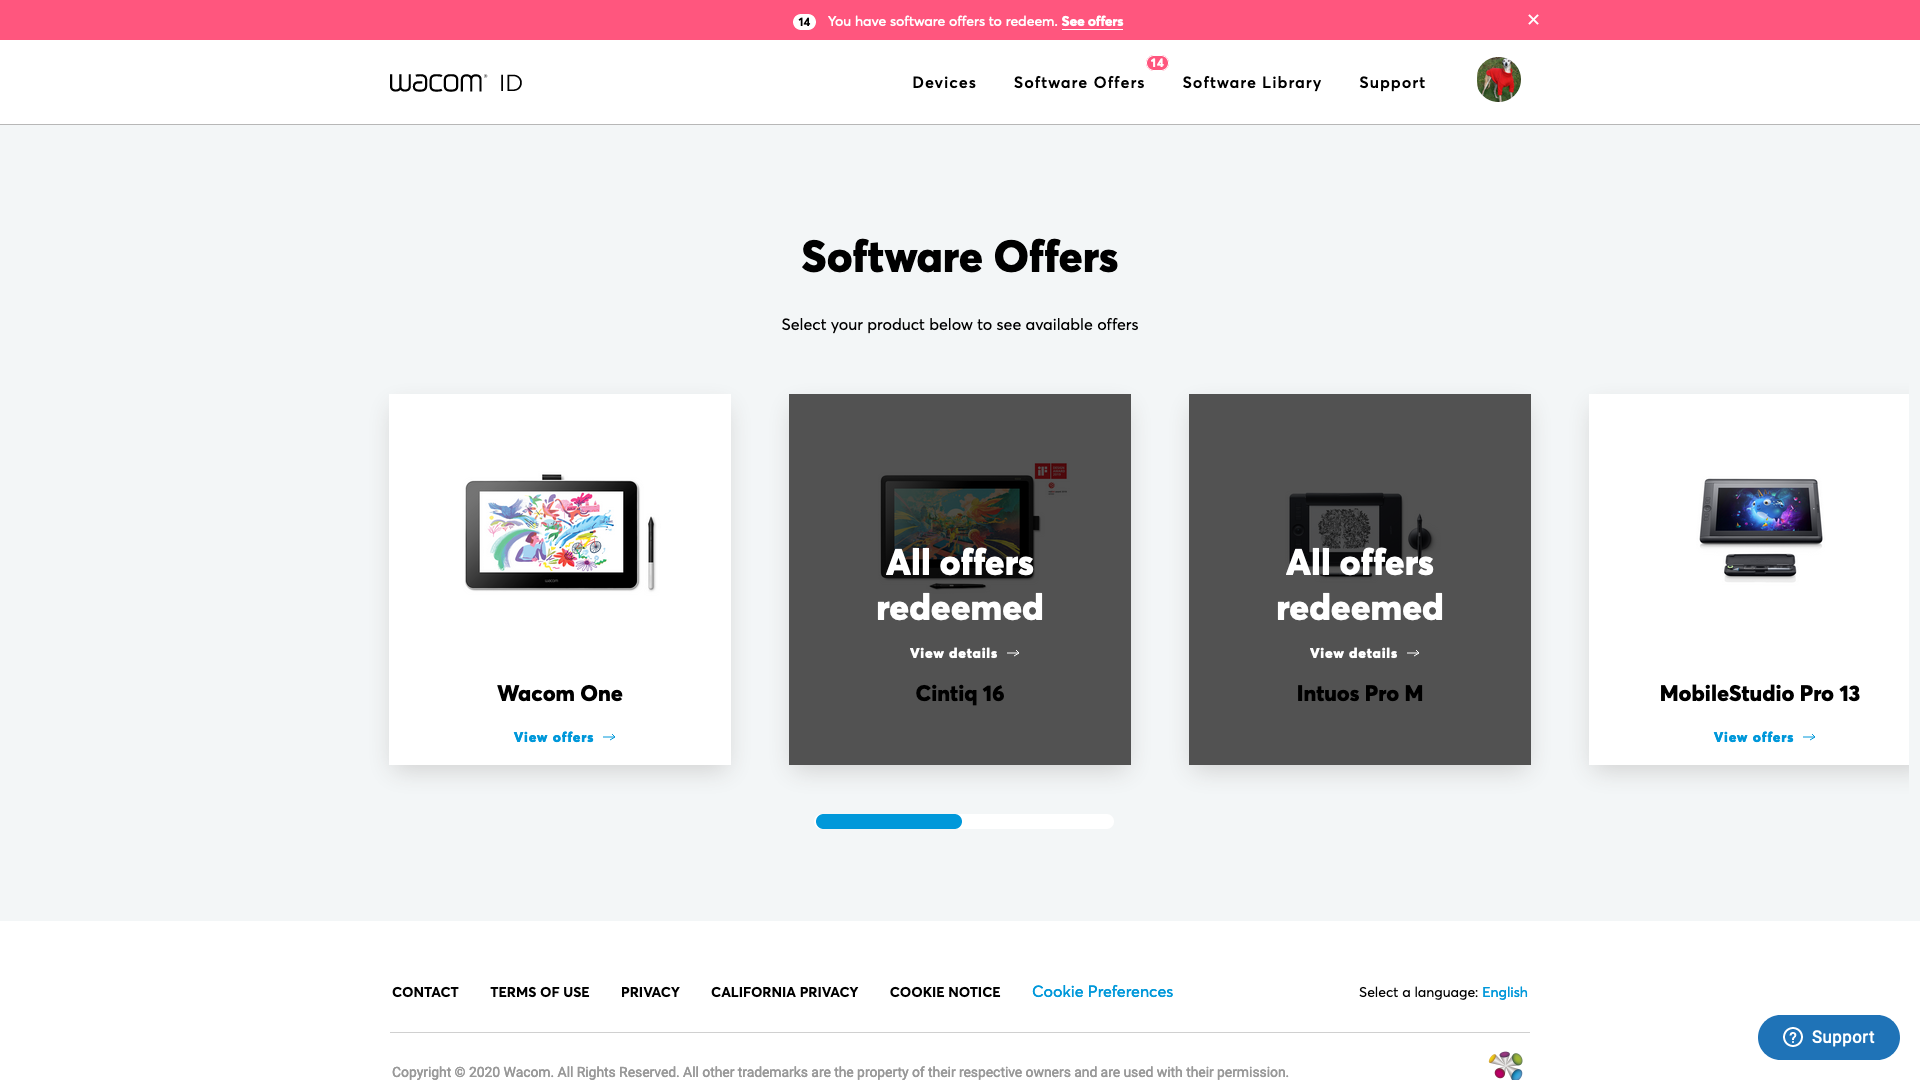 14 You have software offers to redeem. See offers
wacom ID
Devices
Software Offers
14
Software Library
Support
Software Offers
Select your product below to see available offers
Wacom One
View offers
All offers
redeemed
View details
Cintiq 16
All offers
redeemed
View details
Intuos Pro M
MobileStudio Pro 13
View offers
CONTACT
TERMS OF USE
PRIVACY
CALIFORNIA PRIVACY
COOKIE NOTICE
Cookie Preferences
Select a language: English
Support
Copyright © 2020 Wacom. All Rights Reserved. All other trademarks are the property of their respective owners and are used with their permission.